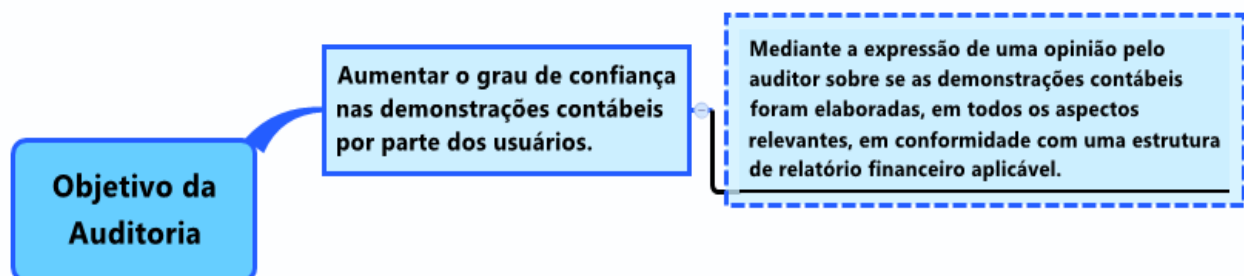 Objetivo da
Auditoria
Aumentar o grau de confiança
nas demonstrações contábeis
por parte dos usuários.
Mediante a expressão de uma opinião pelo
auditor sobre se as demonstrações contábeis
foram elaboradas, em todos os aspectos
relevantes, em conformidade com uma estrutura
de relatório financeiro aplicável.